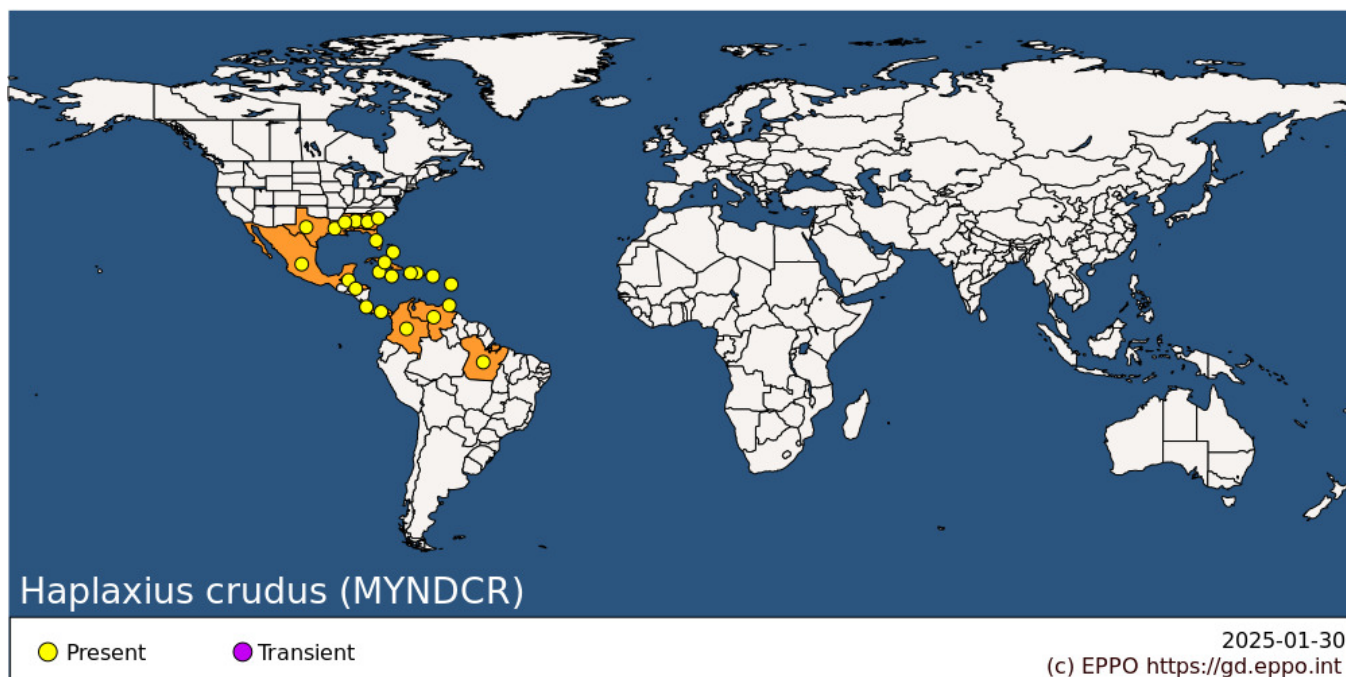 Haplaxius crudus (MYNDCR)
Present
Transient
2025-01-30
(c) EPPO https://gd.eppo.int